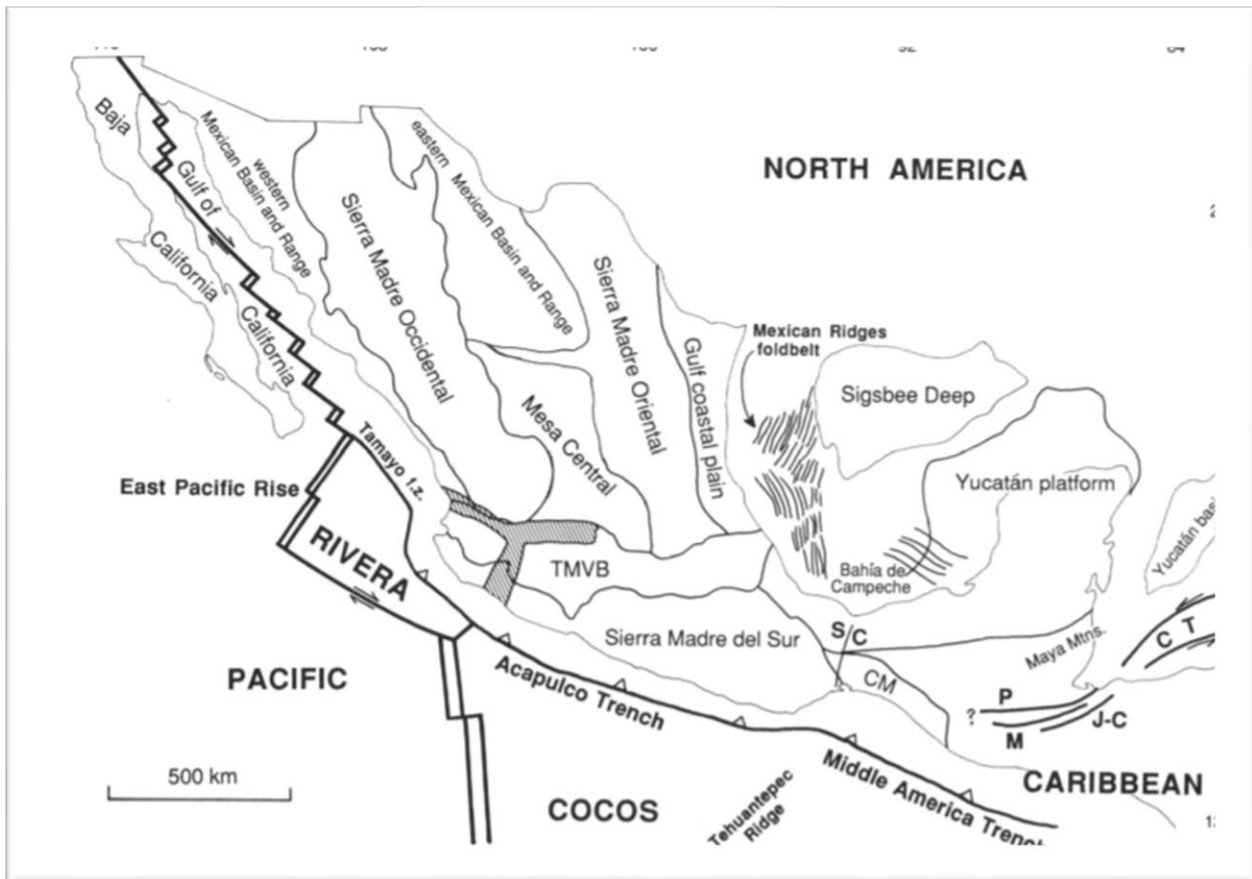 NORTH AMERICA
Baja
California
Gulf of
California
western
Mexican Basin and Range
Sierra Madre Occidental
eastern Mexican Basin and Range
Sierra Madre Oriental
Gulf coastal plain
Mesa Central
Mexican Ridges
foldbelt
Sigsbee Deep
Yucatán platform
Bahía de
Campeche
Tamayo f.z.
East Pacific Rise
RIVERA
TMVB
Sierra Madre del Sur
S/C
CM
Maya Mtns.
C T
P
?
M
J-C
PACIFIC
Acapulco Trench
Middle America Trench
CARIBBEAN
500 km
COCOS
Tehuantepec
Ridge